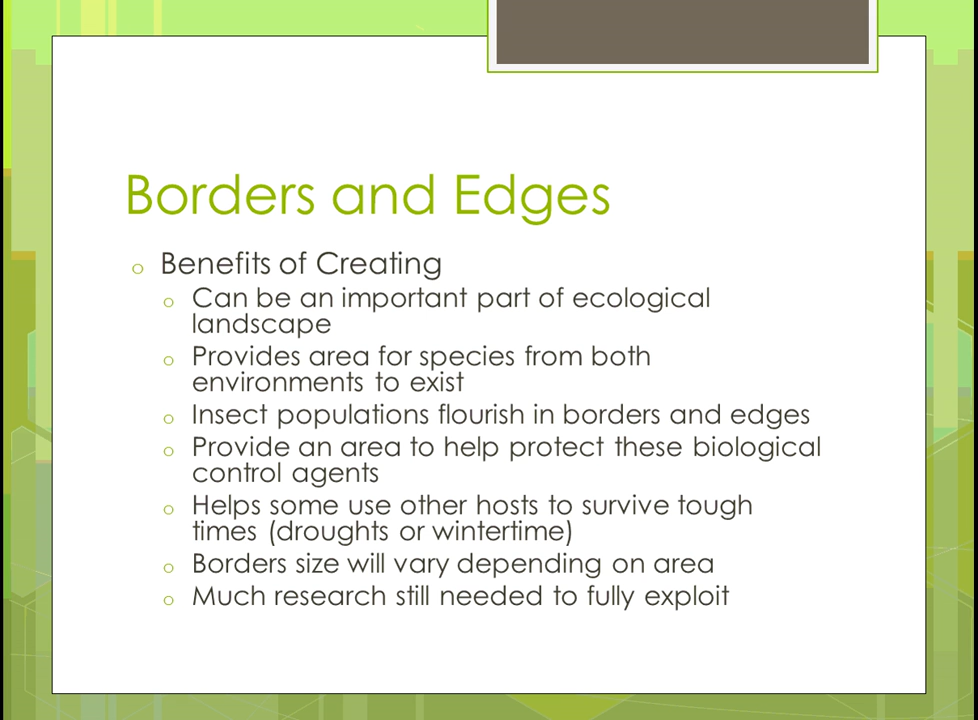 Borders and Edges
o Benefits of Creating
o Can be an important part of ecological
landscape
o Provides area for species from both
environments to exist
o Insect populations flourish in borders and edges
o Provide an area to help protect these biological
control agents
o Helps some use other hosts to survive tough
times (droughts or wintertime)
o Borders size will vary depending on area
o Much research still needed to fully exploit